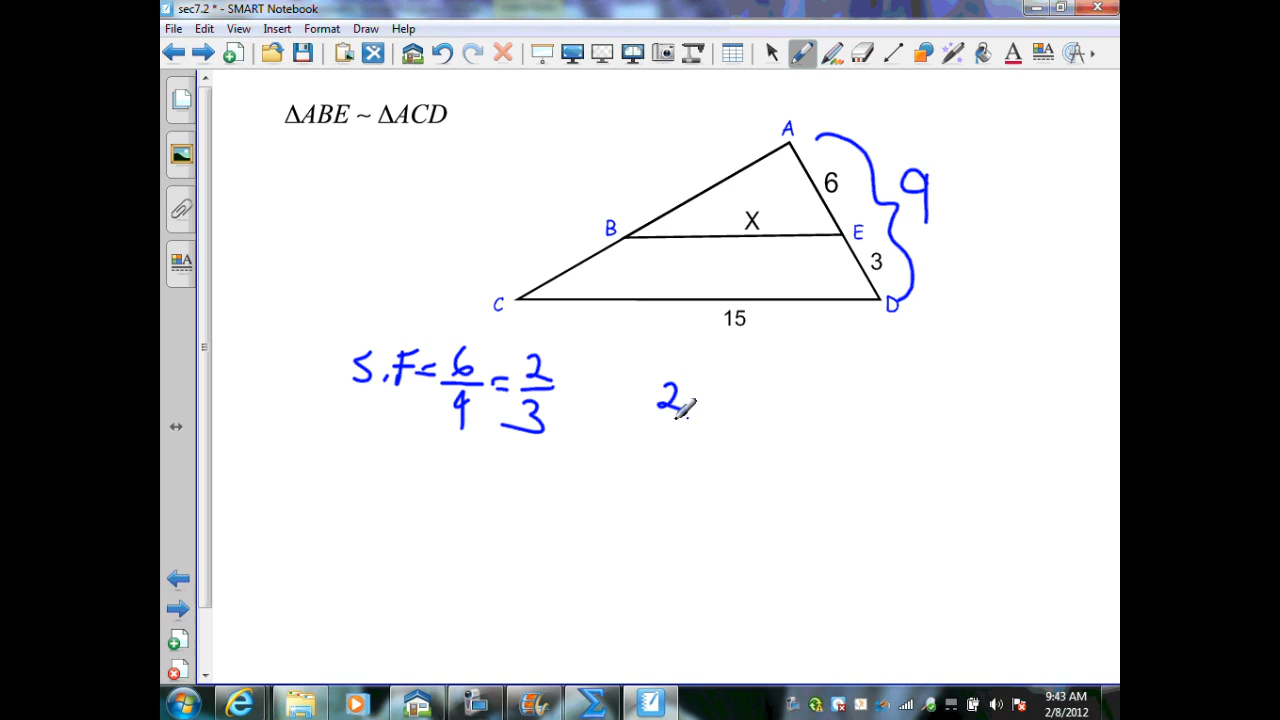 sec7.2 * - SMART Notebook
File Edit View Insert Format Draw Help
ΔABE ~ ΔACD
A
6
9
B
X
E
3
C
D
15
S.F = 6/9 = 2/3
2
9:43 AM
2/8/2012